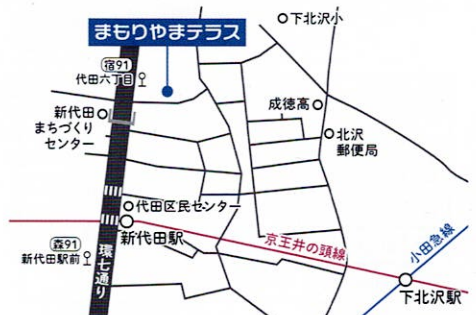 まもりやまテラス
下北沢小
宿91
代田六丁目
新代田
まちづくり
センター
成徳高
北沢
郵便局
代田区民センター
新代田駅
京王井の頭線
小田急線
森91
新代田駅前
環七通り
下北沢駅